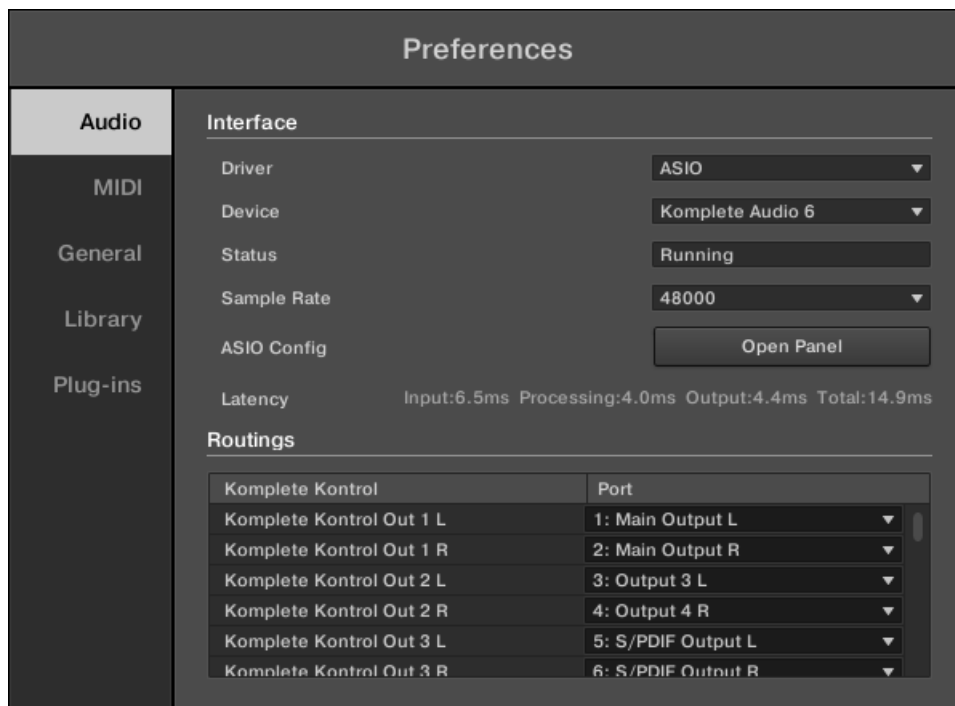 Preferences
Audio
MIDI
General
Library
Plug-ins
Interface
Driver ASIO
Device Komplete Audio 6
Status Running
Sample Rate 48000
ASIO Config Open Panel
Latency Input:6.5ms Processing:4.0ms Output:4.4ms Total:14.9ms
Routings
Komplete Kontrol Port
Komplete Kontrol Out 1 L 1: Main Output L
Komplete Kontrol Out 1 R 2: Main Output R
Komplete Kontrol Out 2 L 3: Output 3 L
Komplete Kontrol Out 2 R 4: Output 4 R
Komplete Kontrol Out 3 L 5: S/PDIF Output L
Komplete Kontrol Out 3 R 6: S/PDIF Output R